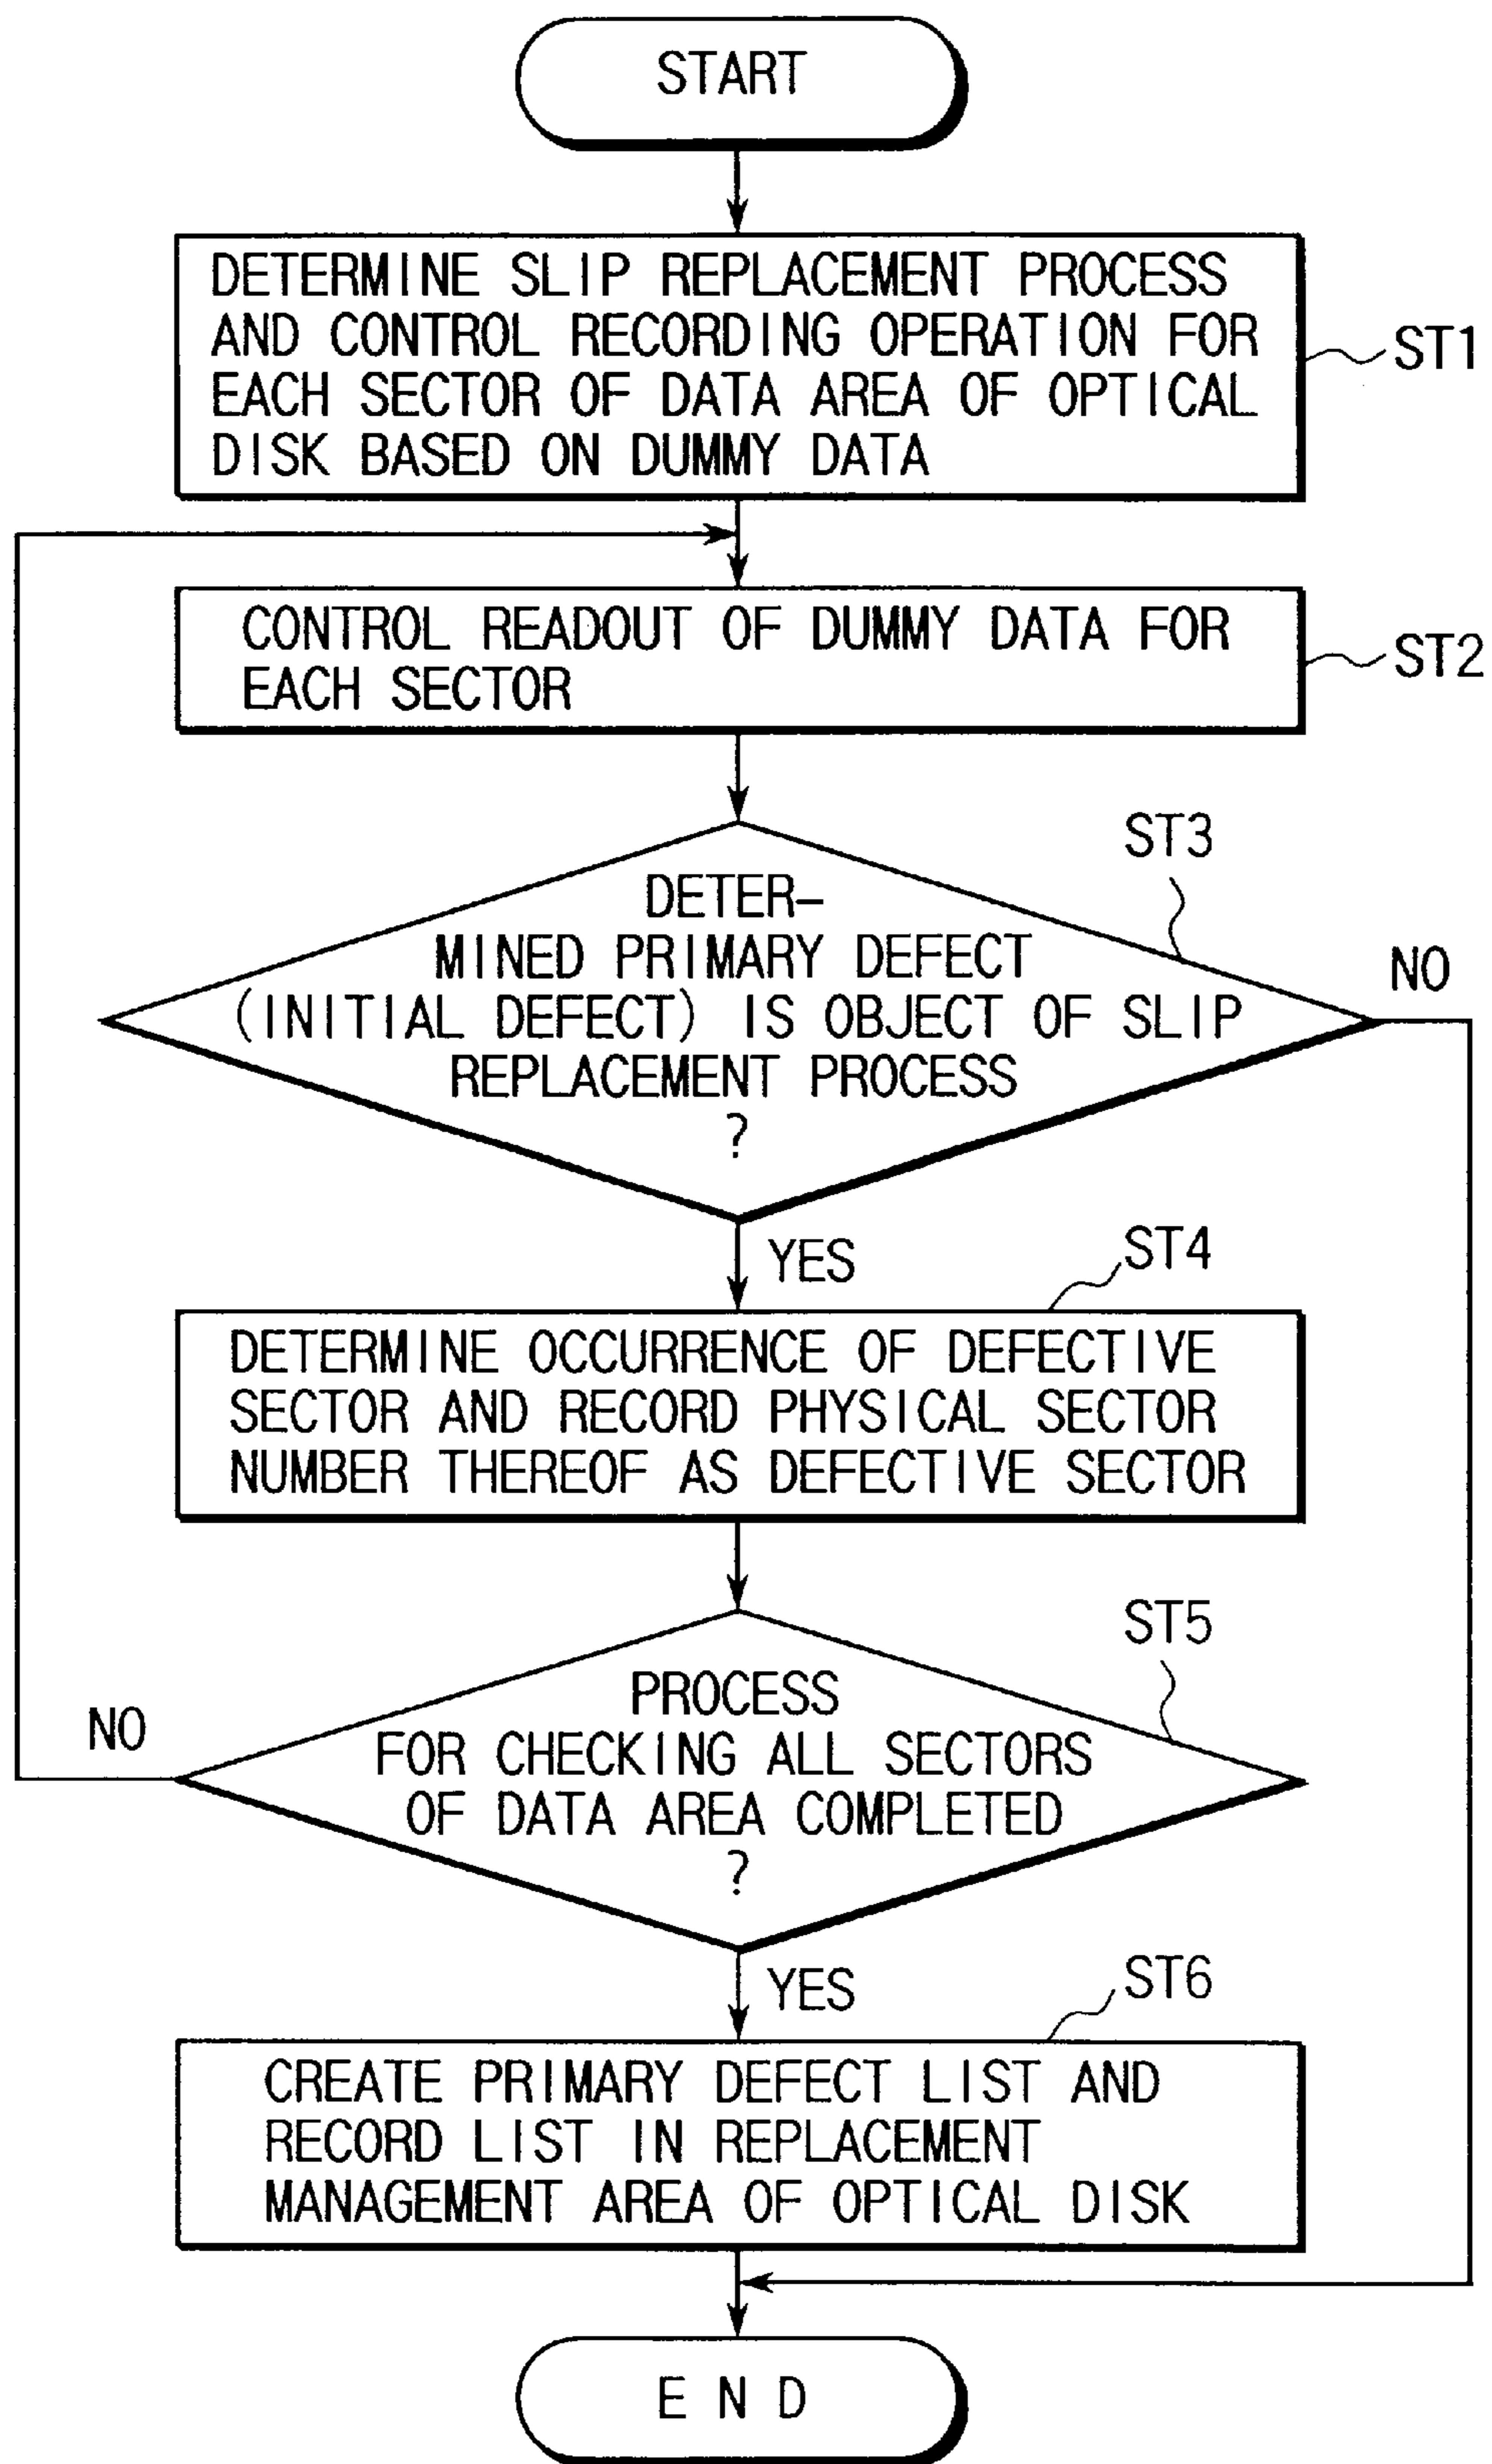 START
DETERMINE SLIP REPLACEMENT PROCESS
AND CONTROL RECORDING OPERATION FOR
EACH SECTOR OF DATA AREA OF OPTICAL
DISK BASED ON DUMMY DATA
ST1
CONTROL READOUT OF DUMMY DATA FOR
EACH SECTOR
ST2
ST3
DETER-
MINED PRIMARY DEFECT
(INITIAL DEFECT) IS OBJECT OF SLIP
REPLACEMENT PROCESS
?
NO
YES
ST4
DETERMINE OCCURRENCE OF DEFECTIVE
SECTOR AND RECORD PHYSICAL SECTOR
NUMBER THEREOF AS DEFECTIVE SECTOR
ST5
PROCESS
FOR CHECKING ALL SECTORS
OF DATA AREA COMPLETED
?
NO
YES
ST6
CREATE PRIMARY DEFECT LIST AND
RECORD LIST IN REPLACEMENT
MANAGEMENT AREA OF OPTICAL DISK
END